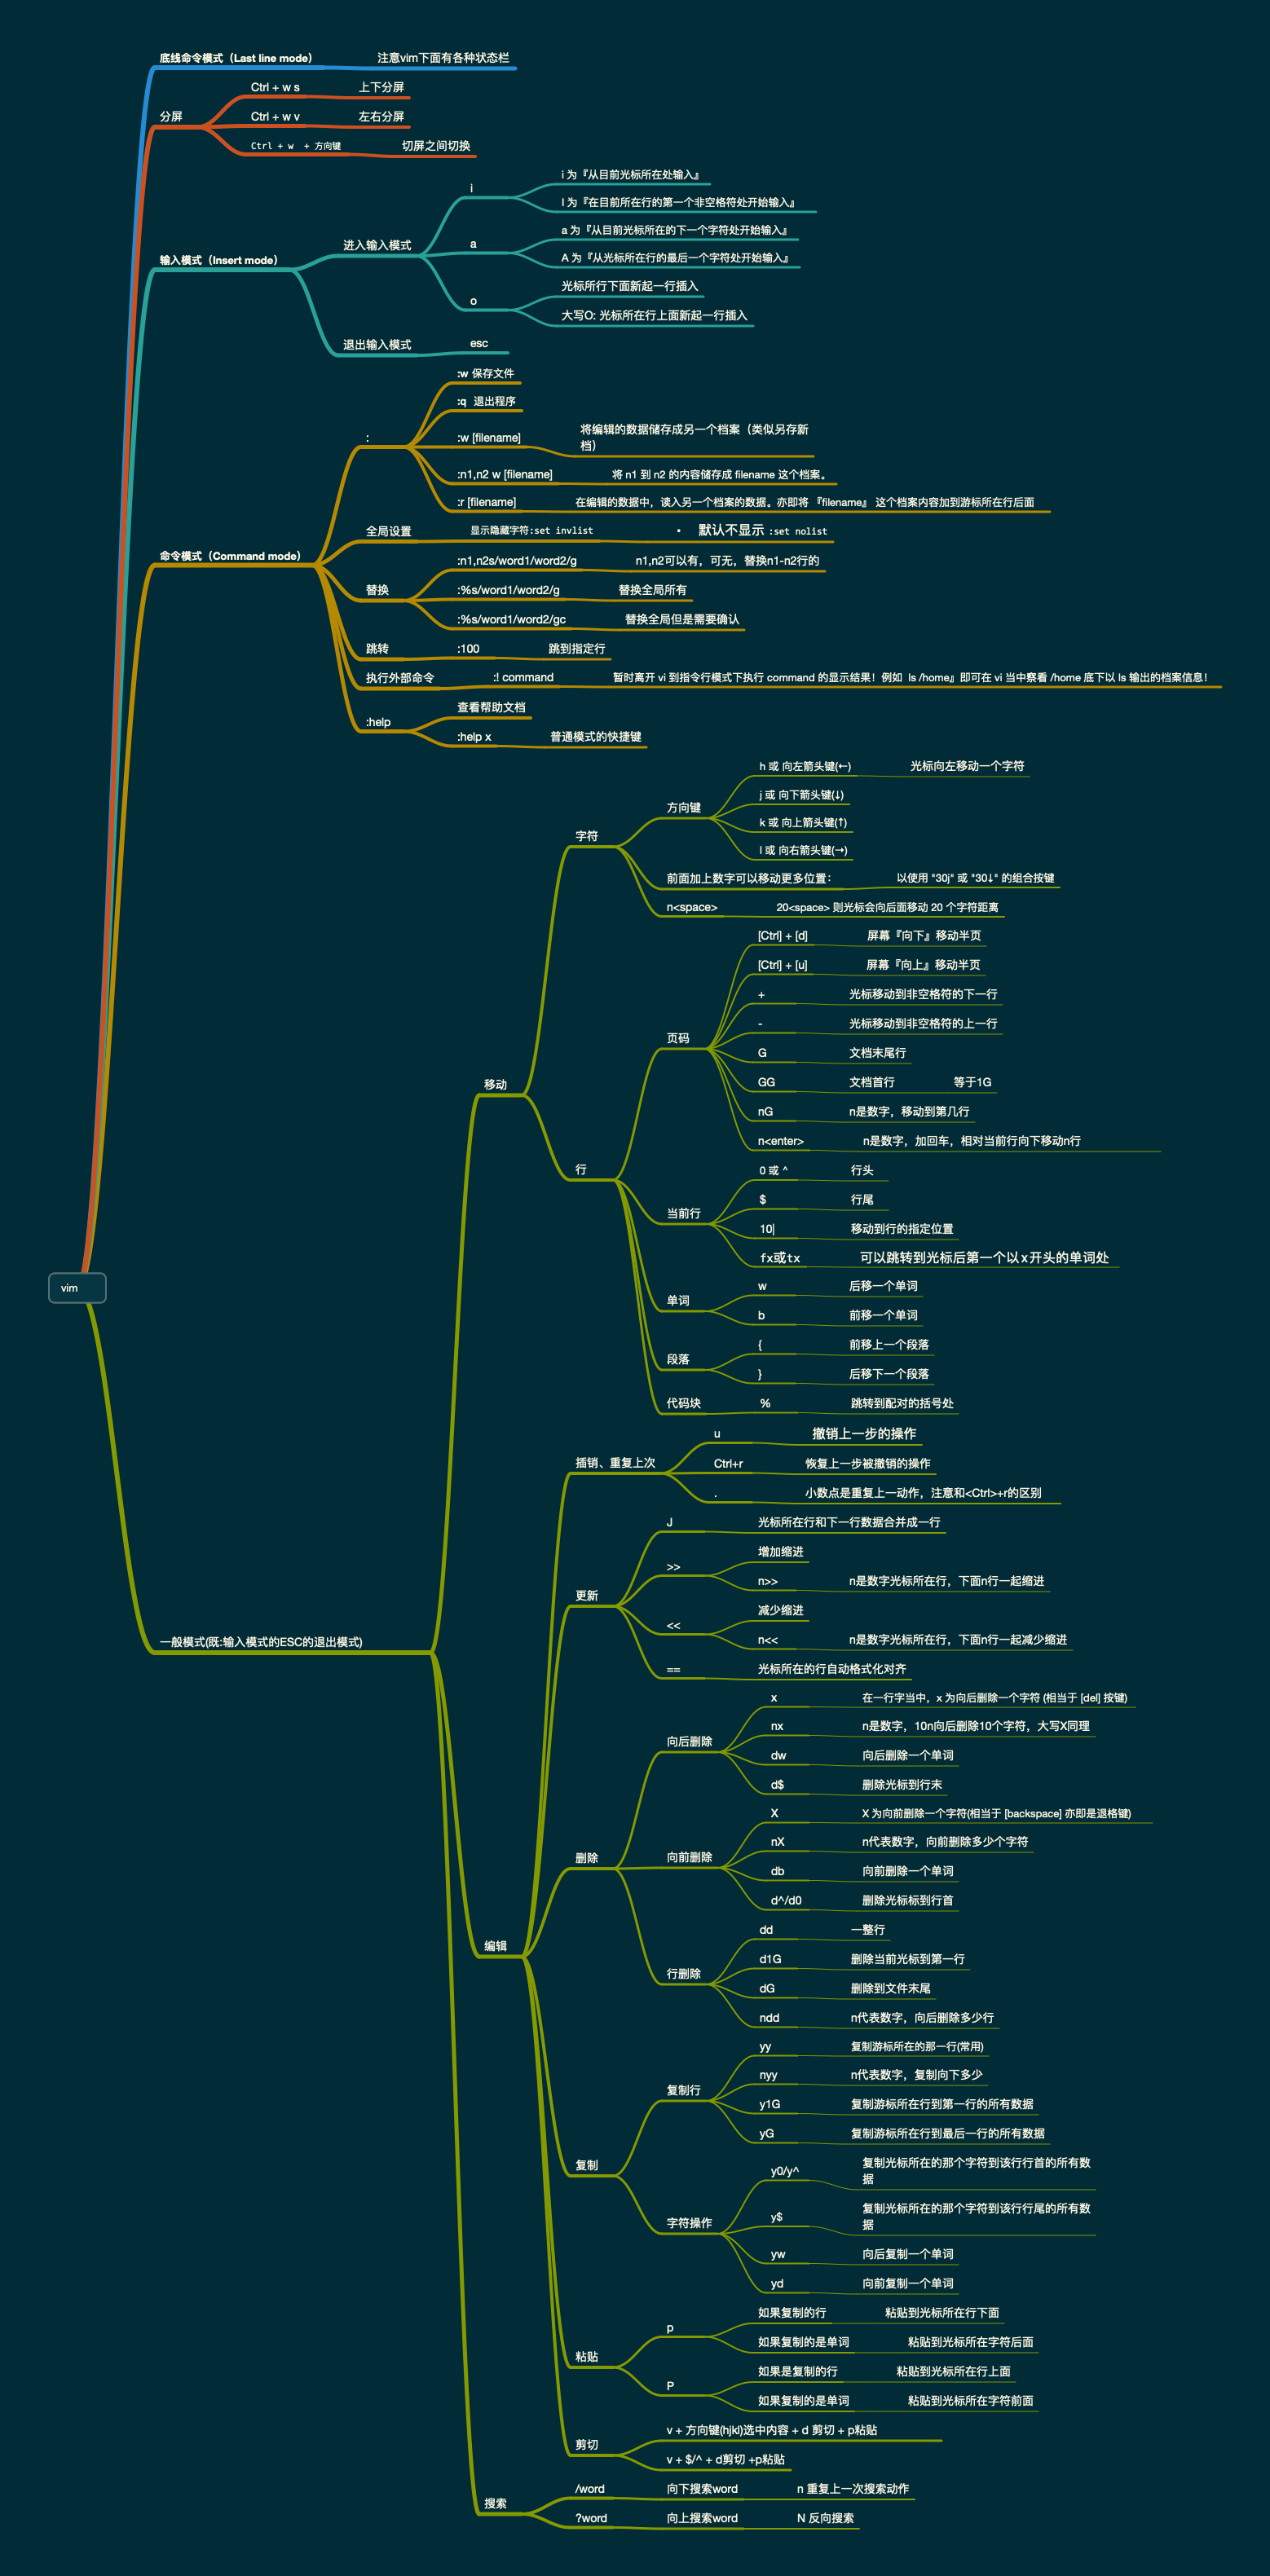 底线命令模式（Last line mode）
注意vim下面有各种状态栏
分屏
Ctrl + w s
上下分屏
Ctrl + w v
左右分屏
Ctrl + w + 方向键
切屏之间切换
输入模式（Insert mode）
进入输入模式
i
i 为『从目前光标所在处输入』
I 为『在目前所在行的第一个非空格符处开始输入』
a
a 为『从目前光标所在的下一个字符处开始输入』
A 为『从光标所在行的最后一个字符处开始输入』
o
光标所行下面新起一行插入
大写O: 光标所在行上面新起一行插入
退出输入模式
esc
命令模式（Command mode）
:
:w 保存文件
:q 退出程序
:w [filename]
将编辑的数据储存成另一个档案（类似另存新
档）
:n1,n2 w [filename]
将 n1 到 n2 的内容储存成 filename 这个档案。
:r [filename]
在编辑的数据中，读入另一个档案的数据。亦即将 『filename』 这个档案内容加到游标所在行后面
全局设置
显示隐藏字符:set invlist
• 默认不显示 :set nolist
替换
:n1,n2s/word1/word2/g
n1,n2可以有，可无，替换n1-n2行的
:%s/word1/word2/g
替换全局所有
:%s/word1/word2/gc
替换全局但是需要确认
跳转
:100
跳到指定行
执行外部命令
:! command
暂时离开 vi 到指令行模式下执行 command 的显示结果！例如 ls /home』即可在 vi 当中察看 /home 底下以 ls 输出的档案信息！
:help
查看帮助文档
:help x
普通模式的快捷键
vim
一般模式(既:输入模式的ESC的退出模式)
移动
字符
方向键
h 或 向左箭头键(←)
光标向左移动一个字符
j 或 向下箭头键(↓)
k 或 向上箭头键(↑)
l 或 向右箭头键(→)
前面加上数字可以移动更多位置：
以使用 "30j" 或 "30↓" 的组合按键
n<space>
20<space> 则光标会向后面移动 20 个字符距离
行
页码
[Ctrl] + [d]
屏幕『向下』移动半页
[Ctrl] + [u]
屏幕『向上』移动半页
+
光标移动到非空格符的下一行
-
光标移动到非空格符的上一行
G
文档末尾行
GG
文档首行
等于1G
nG
n是数字，移动到第几行
n<enter>
n是数字，加回车，相对当前行向下移动n行
当前行
0 或 ^
行头
$
行尾
10|
移动到行的指定位置
fx或tx
可以跳转到光标后第一个以x开头的单词处
单词
w
后移一个单词
b
前移一个单词
段落
{
前移上一个段落
}
后移下一个段落
代码块
%
跳转到配对的括号处
编辑
插销、重复上次
u
撤销上一步的操作
Ctrl+r
恢复上一步被撤销的操作
.
小数点是重复上一动作，注意和<Ctrl>+r的区别
更新
J
光标所在行和下一行数据合并成一行
>>
增加缩进
n>>
n是数字光标所在行，下面n行一起缩进
<<
减少缩进
n<<
n是数字光标所在行，下面n行一起减少缩进
==
光标所在的行自动格式化对齐
删除
向后删除
x
在一行字当中，x 为向后删除一个字符 (相当于 [del] 按键)
nx
n是数字，10n向后删除10个字符，大写X同理
dw
向后删除一个单词
d$
删除光标到行末
向前删除
X
X 为向前删除一个字符(相当于 [backspace] 亦即是退格键)
nX
n代表数字，向前删除多少个字符
db
向前删除一个单词
d^/d0
删除光标标到行首
行删除
dd
一整行
d1G
删除当前光标到第一行
dG
删除到文件末尾
ndd
n代表数字，向后删除多少行
复制
复制行
yy
复制游标所在的那一行(常用)
nyy
n代表数字，复制向下多少
y1G
复制游标所在行到第一行的所有数据
yG
复制游标所在行到最后一行的所有数据
字符操作
y0/y^
复制光标所在的那个字符到该行行首的所有数
据
y$
复制光标所在的那个字符到该行行尾的所有数
据
yw
向后复制一个单词
yd
向前复制一个单词
粘贴
p
如果复制的行
粘贴到光标所在行下面
如果复制的是单词
粘贴到光标所在字符后面
P
如果是复制的行
粘贴到光标所在行上面
如果复制的是单词
粘贴到光标所在字符前面
剪切
v + 方向键(hjkl)选中内容 + d 剪切 + p粘贴
v + $/^ + d剪切 +p粘贴
搜索
/word
向下搜索word
n 重复上一次搜索动作
?word
向上搜索word
N 反向搜索